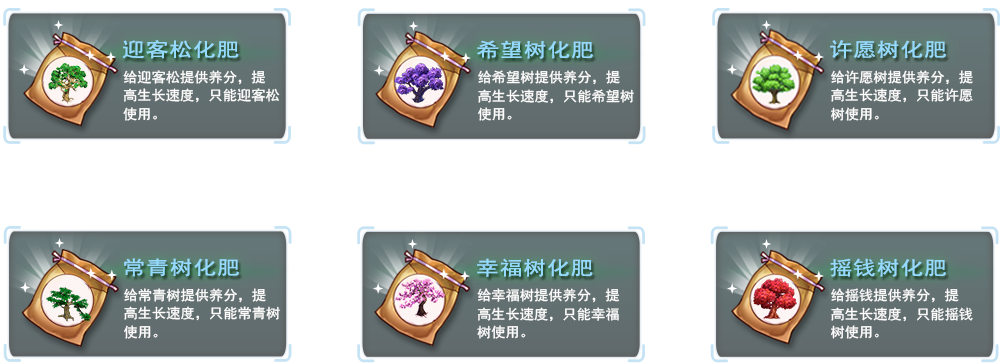 迎客松化肥
给迎客松提供养分，提
高生长速度，只能迎客松
使用。
希望树化肥
给希望树提供养分，提
高生长速度，只能希望树
使用。
许愿树化肥
给许愿树提供养分，提
高生长速度，只能许愿
树使用。
常青树化肥
给常青树提供养分，提
高生长速度，只能常青树
使用。
幸福树化肥
给幸福树提供养分，提
高生长速度，只能幸福
树使用。
摇钱树化肥
给摇钱树提供养分，提
高生长速度，只能摇钱
树使用。